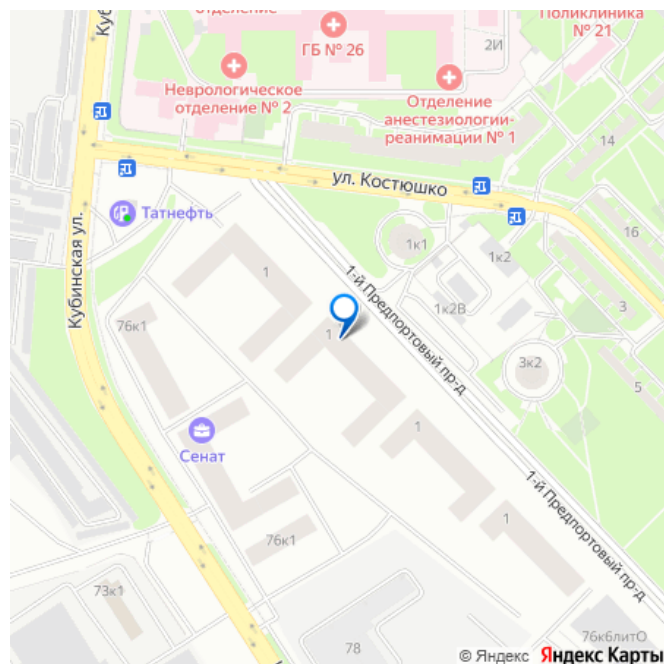 отделение
Поликлиника
№ 21
ГБ № 26
2И
Неврологическое
отделение № 2
Отделение
анестезиологии-
реанимации № 1
14
ул. Костюшко
Татнефть
Кубинская ул.
1к1
1к2
16
1
1-й Предпортовый пр-д
1к2В
3
76к1
1
3к2
5
Сенат
1
1-й Предпортовый пр-д
1
76к1
73к1
78
76к6литО
© Яндекс Яндекс Карты